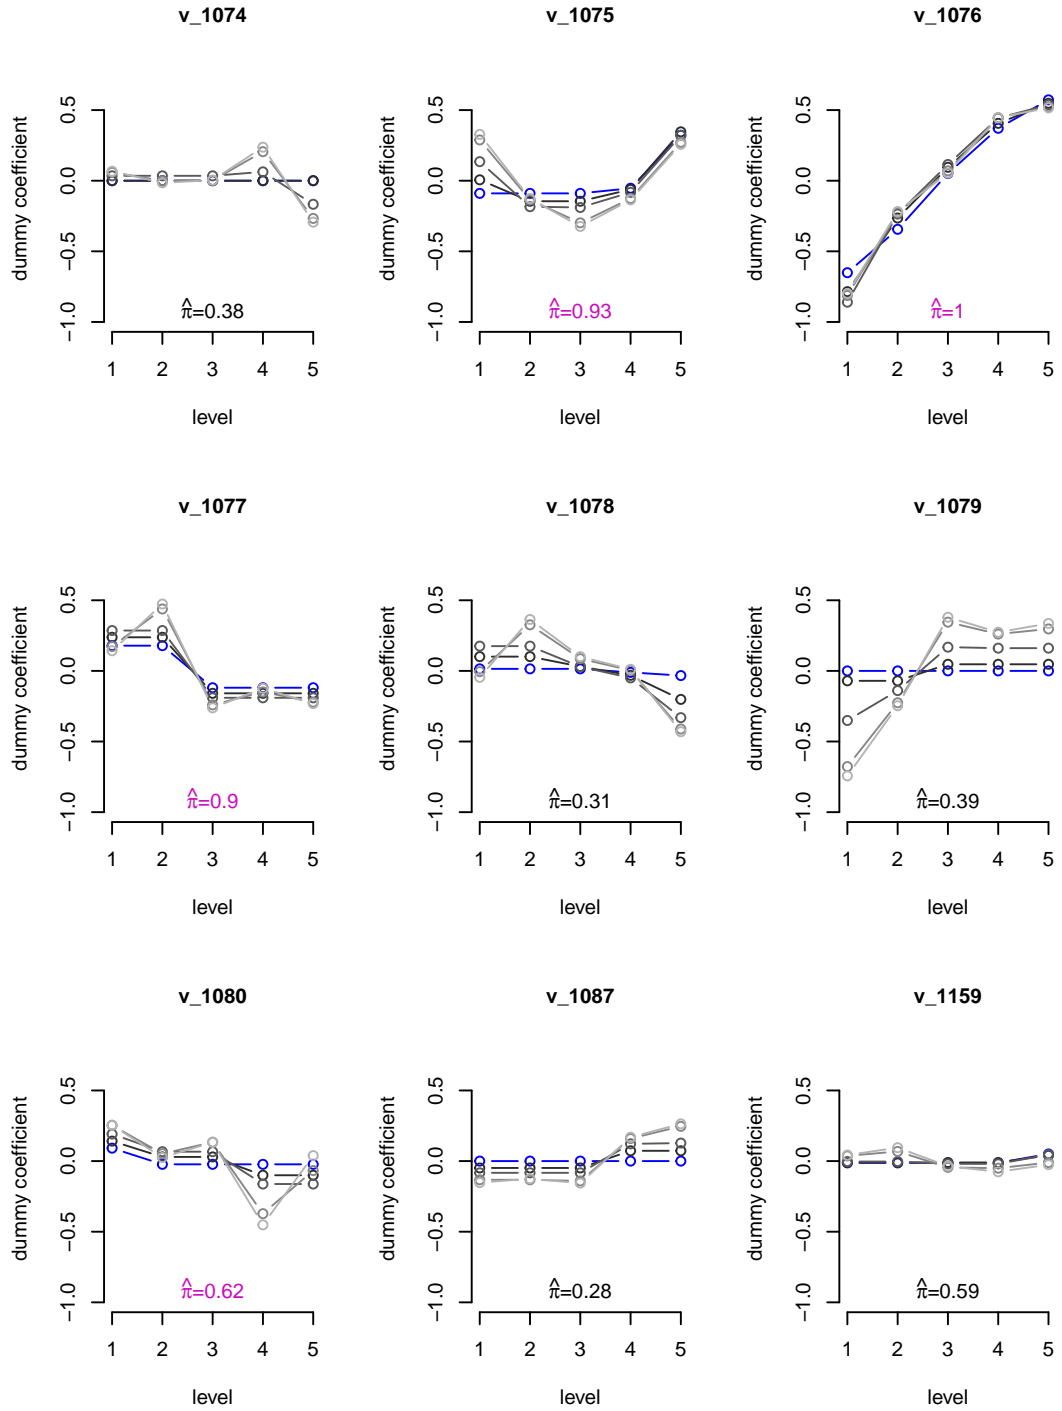 v_1074
v_1075
v_1076
dummy coefficient
0.5
0.0
−0.5
−1.0
π̂=0.38
1 2 3 4 5
level
dummy coefficient
0.5
0.0
−0.5
−1.0
π̂=0.93
1 2 3 4 5
level
dummy coefficient
0.5
0.0
−0.5
−1.0
π̂=1
1 2 3 4 5
level
v_1077
v_1078
v_1079
dummy coefficient
0.5
0.0
−0.5
−1.0
π̂=0.9
1 2 3 4 5
level
dummy coefficient
0.5
0.0
−0.5
−1.0
π̂=0.31
1 2 3 4 5
level
dummy coefficient
0.5
0.0
−0.5
−1.0
π̂=0.39
1 2 3 4 5
level
v_1080
v_1087
v_1159
dummy coefficient
0.5
0.0
−0.5
−1.0
π̂=0.62
1 2 3 4 5
level
dummy coefficient
0.5
0.0
−0.5
−1.0
π̂=0.28
1 2 3 4 5
level
dummy coefficient
0.5
0.0
−0.5
−1.0
π̂=0.59
1 2 3 4 5
level